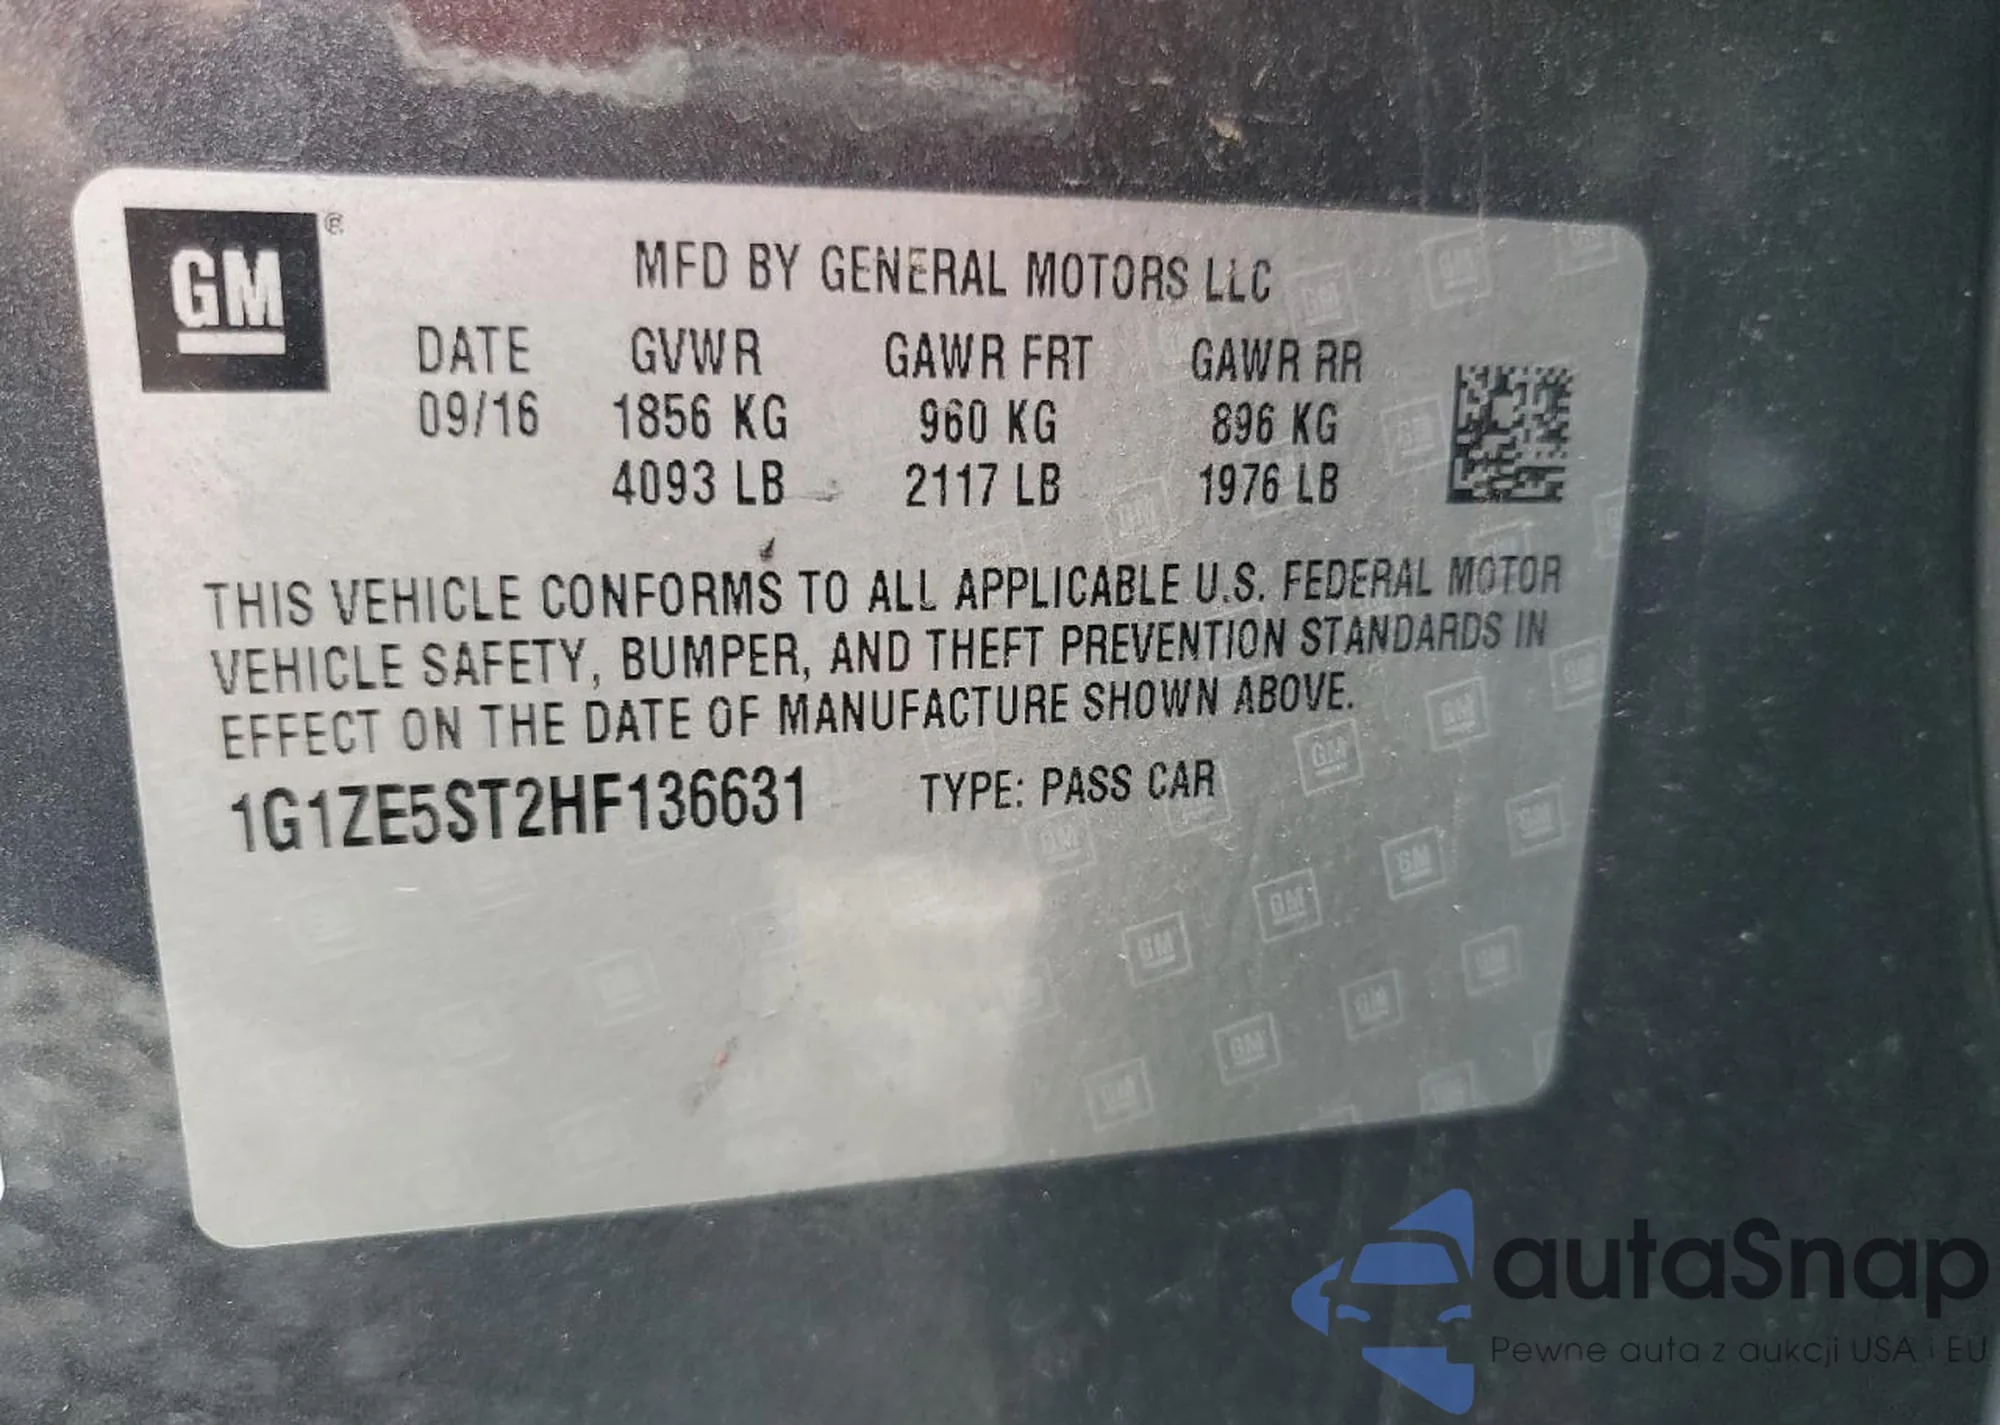 GM®
MFD BY GENERAL MOTORS LLC
DATE GVWR GAWR FRT GAWR RR
09/16 1856 KG 960 KG 896 KG
4093 LB 2117 LB 1976 LB
THIS VEHICLE CONFORMS TO ALL APPLICABLE U.S. FEDERAL MOTOR
VEHICLE SAFETY, BUMPER, AND THEFT PREVENTION STANDARDS IN
EFFECT ON THE DATE OF MANUFACTURE SHOWN ABOVE.
1G1ZE5ST2HF136631 TYPE: PASS CAR
autaSnap
Pewne auta z aukcji USA i EU